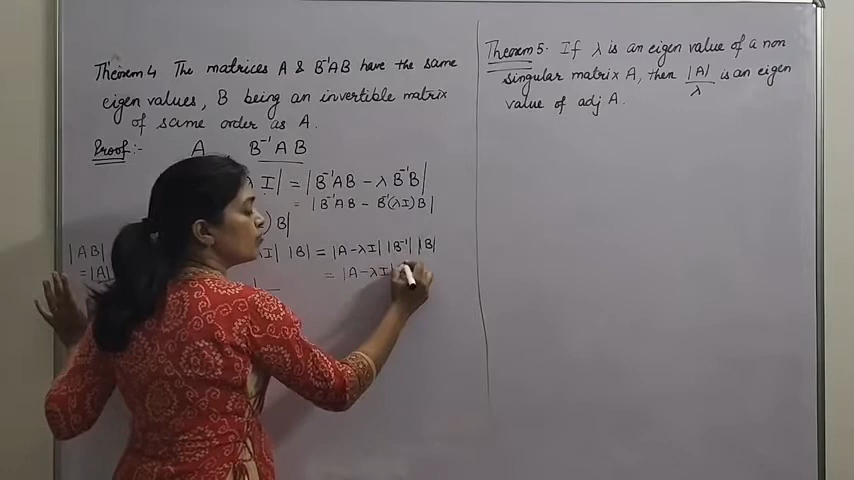 Theorem 4 The matrices A & B⁻¹AB have the same
eigen values, B being an invertible matrix
of same order as A.
Proof :- A B⁻¹AB
I| = |B⁻¹AB - λ B⁻¹B|
= |B⁻¹AB - B⁻¹(λI)B|
) B|
|AB| λI| |B| = |A-λI| |B⁻¹| |B|
= |A| = |A-λI|
Theorem 5. If λ is an eigen value of a non
singular matrix A, then |A|/λ is an eigen
value of adj A.